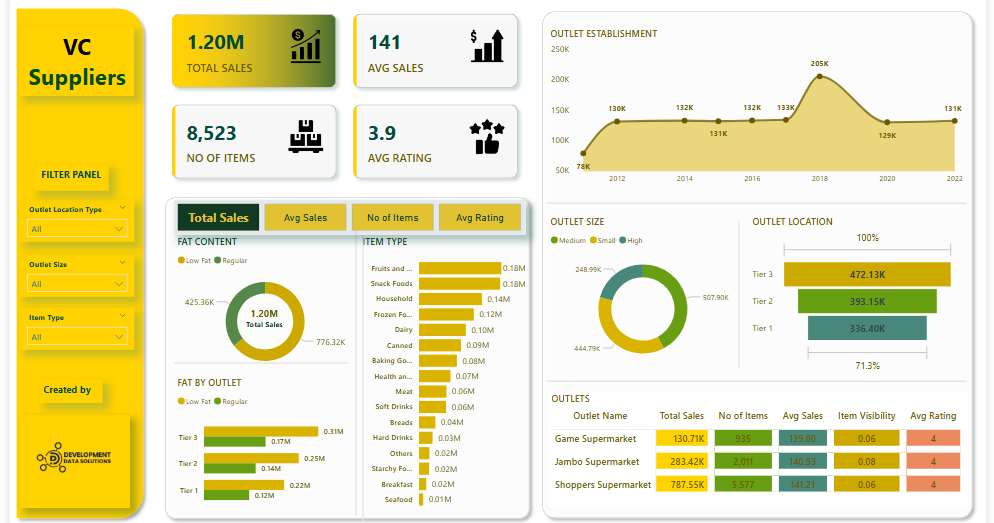 VC
Suppliers
FILTER PANEL
Outlet Location Type
All
Outlet Size
All
Item Type
All
Created by
DEVELOPMENT
DATA SOLUTIONS
1.20M
TOTAL SALES
141
AVG SALES
8,523
NO OF ITEMS
3.9
AVG RATING
Total Sales Avg Sales No of Items Avg Rating
FAT CONTENT
Low Fat Regular
425.36K
1.20M
Total Sales
776.32K
FAT BY OUTLET
Low Fat Regular
Tier 3 0.31M
0.17M
Tier 2 0.25M
0.14M
Tier 1 0.22M
0.12M
ITEM TYPE
Fruits and ... 0.18M
Snack Foods 0.18M
Household 0.14M
Frozen Fo... 0.12M
Dairy 0.10M
Canned 0.09M
Baking Go... 0.08M
Health an... 0.07M
Meat 0.06M
Soft Drinks 0.06M
Breads 0.04M
Hard Drinks 0.03M
Others 0.02M
Starchy Fo... 0.02M
Breakfast 0.02M
Seafood 0.01M
OUTLET ESTABLISHMENT
250K
200K
150K
100K
50K
78K
130K
132K
131K
132K
133K
205K
129K
131K
2012 2014 2016 2018 2020 2022
OUTLET SIZE
Medium Small High
248.99K
507.90K
444.79K
OUTLET LOCATION
100%
Tier 3 472.13K
Tier 2 393.15K
Tier 1 336.40K
71.3%
OUTLETS
Outlet Name Total Sales No of Items Avg Sales Item Visibility Avg Rating
Game Supermarket 130.71K 935 139.80 0.06 4
Jambo Supermarket 283.42K 2,011 140.93 0.08 4
Shoppers Supermarket 787.55K 5,577 141.21 0.06 4